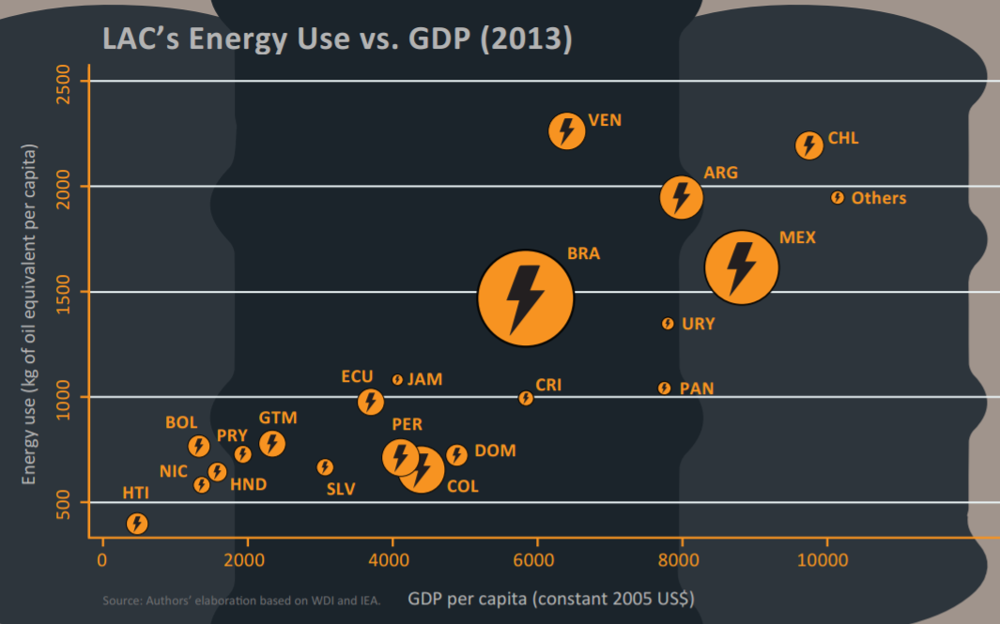 LAC’s Energy Use vs. GDP (2013)
Energy use (kg of oil equivalent per capita)
2500
2000
1500
1000
500
VEN
CHL
ARG
Others
MEX
BRA
URY
ECU
JAM
CRI
PAN
BOL
PRY
GTM
PER
DOM
NIC
HND
SLV
COL
HTI
0
2000
4000
6000
8000
10000
Source: Authors’ elaboration based on WDI and IEA.
GDP per capita (constant 2005 US$)